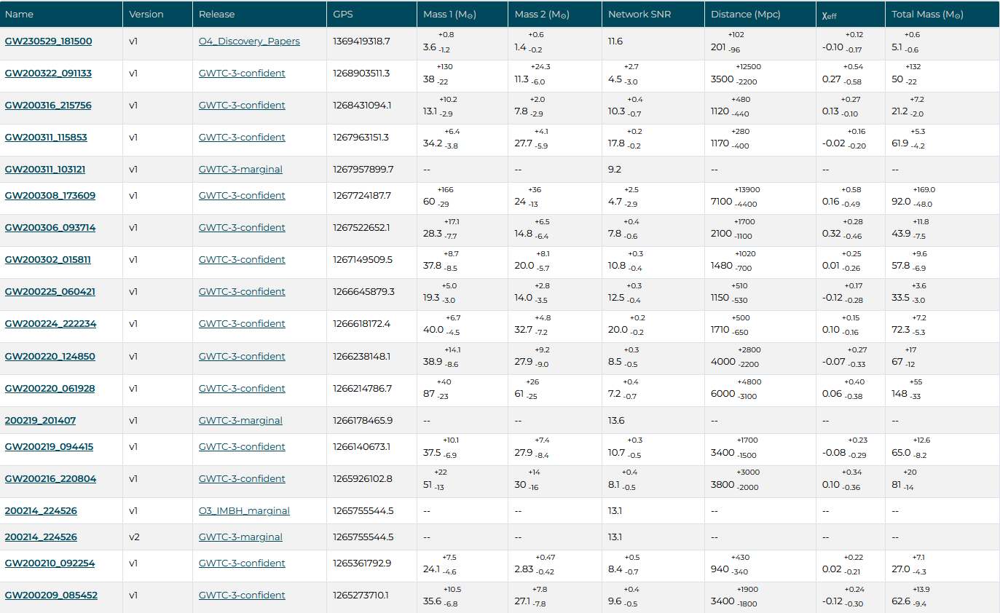 Name Version Release GPS Mass 1 (M⊙) Mass 2 (M⊙) Network SNR Distance (Mpc) χeff Total Mass (M⊙)
GW230529_181500 v1 O4_Discovery_Papers 1369419318.7 3.6 +0.8 -1.2 1.4 +0.6 -0.2 11.6 201 +102 -96 -0.10 +0.12 -0.17 5.1 +0.6 -0.6
GW200322_091133 v1 GWTC-3-confident 1268903511.3 38 +130 -22 11.3 +24.3 -6.0 4.5 +2.7 -3.0 3500 +12500 -2200 0.27 +0.54 -0.58 50 +132 -22
GW200316_215756 v1 GWTC-3-confident 1268431094.1 13.1 +10.2 -2.9 7.8 +2.0 -2.9 10.3 +0.4 -0.7 1120 +480 -440 0.13 +0.27 -0.10 21.2 +7.2 -2.0
GW200311_115853 v1 GWTC-3-confident 1267963151.3 34.2 +6.4 -3.8 27.7 +4.1 -5.9 17.8 +0.2 -0.2 1170 +280 -400 -0.02 +0.16 -0.20 61.9 +5.3 -4.2
GW200311_103121 v1 GWTC-3-marginal 1267957899.7 -- -- 9.2 -- -- --
GW200308_173609 v1 GWTC-3-confident 1267724187.7 60 +166 -29 24 +36 -13 4.7 +2.5 -2.9 7100 +13900 -4400 0.16 +0.58 -0.49 92.0 +169.0 -48.0
GW200306_093714 v1 GWTC-3-confident 1267522652.1 28.3 +17.1 -7.7 14.8 +6.5 -6.4 7.8 +0.4 -0.6 2100 +1700 -1100 0.32 +0.28 -0.46 43.9 +11.8 -7.5
GW200302_015811 v1 GWTC-3-confident 1267149509.5 37.8 +8.7 -8.5 20.0 +8.1 -5.7 10.8 +0.3 -0.4 1480 +1020 -700 0.01 +0.25 -0.26 57.8 +9.6 -6.9
GW200225_060421 v1 GWTC-3-confident 1266645879.3 19.3 +5.0 -3.0 14.0 +2.8 -3.5 12.5 +0.3 -0.4 1150 +510 -530 -0.12 +0.17 -0.28 33.5 +3.6 -3.0
GW200224_222234 v1 GWTC-3-confident 1266618172.4 40.0 +6.7 -4.5 32.7 +4.8 -7.2 20.0 +0.2 -0.2 1710 +500 -650 0.10 +0.15 -0.16 72.3 +7.2 -5.3
GW200220_124850 v1 GWTC-3-confident 1266238148.1 38.9 +14.1 -8.6 27.9 +9.2 -9.0 8.5 +0.3 -0.5 4000 +2800 -2200 -0.07 +0.27 -0.33 67 +17 -12
GW200220_061928 v1 GWTC-3-confident 1266214786.7 87 +40 -23 61 +26 -25 7.2 +0.4 -0.7 6000 +4800 -3100 0.06 +0.40 -0.38 148 +55 -33
200219_201407 v1 GWTC-3-marginal 1266178465.9 -- -- 13.6 -- -- --
GW200219_094415 v1 GWTC-3-confident 1266140673.1 37.5 +10.1 -6.9 27.9 +7.4 -8.4 10.7 +0.3 -0.5 3400 +1700 -1500 -0.08 +0.23 -0.29 65.0 +12.6 -8.2
GW200216_220804 v1 GWTC-3-confident 1265926102.8 51 +22 -13 30 +14 -16 8.1 +0.4 -0.5 3800 +3000 -2000 0.10 +0.34 -0.36 81 +20 -14
200214_224526 v1 O3_IMBH_marginal 1265755544.5 -- -- 13.1 -- -- --
200214_224526 v2 GWTC-3-marginal 1265755544.5 -- -- 13.1 -- -- --
GW200210_092254 v1 GWTC-3-confident 1265361792.9 24.1 +7.5 -4.6 2.83 +0.47 -0.42 8.4 +0.5 -0.7 940 +430 -340 0.02 +0.22 -0.21 27.0 +7.1 -4.3
GW200209_085452 v1 GWTC-3-confident 1265273710.1 35.6 +10.5 -6.8 27.1 +7.8 -7.8 9.6 +0.4 -0.5 3400 +1900 -1800 -0.12 +0.24 -0.30 62.6 +13.9 -9.4